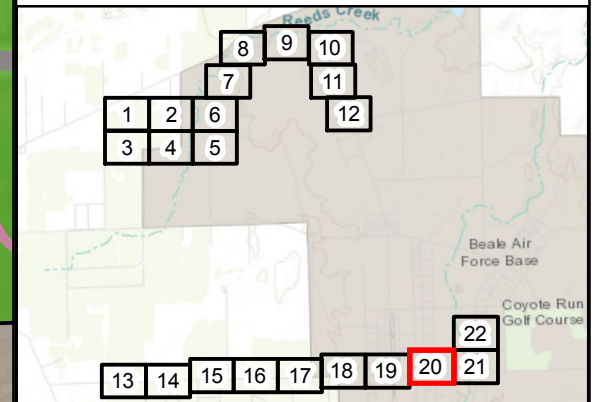 Reeds Creek
8 9 10
7 11
1 2 6 12
3 4 5
Beale Air
Force Base
Coyote Run
Golf Course
22
13 14 15 16 17 18 19 20 21